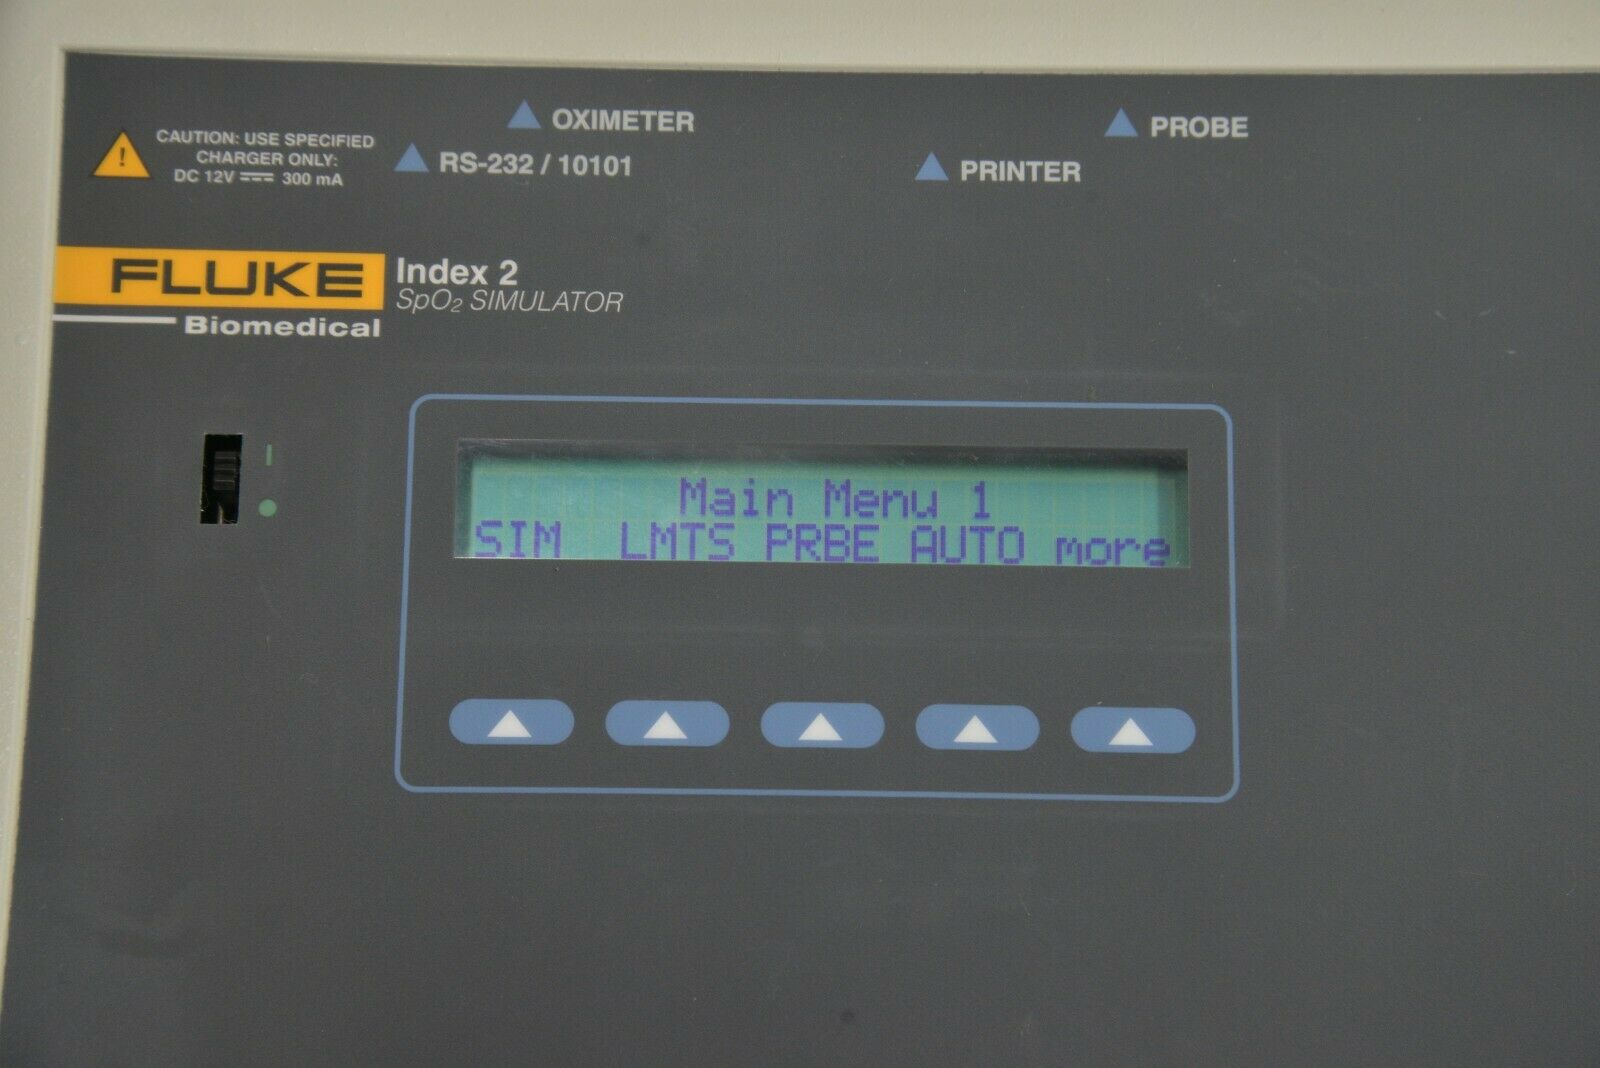 OXIMETER
PROBE
CAUTION: USE SPECIFIED
CHARGER ONLY:
DC 12V ⎓ 300 mA
RS-232 / 10101
PRINTER
FLUKE
Biomedical
Index 2
SpO₂ SIMULATOR
Main Menu 1
SIM LMTS PRBE AUTO more